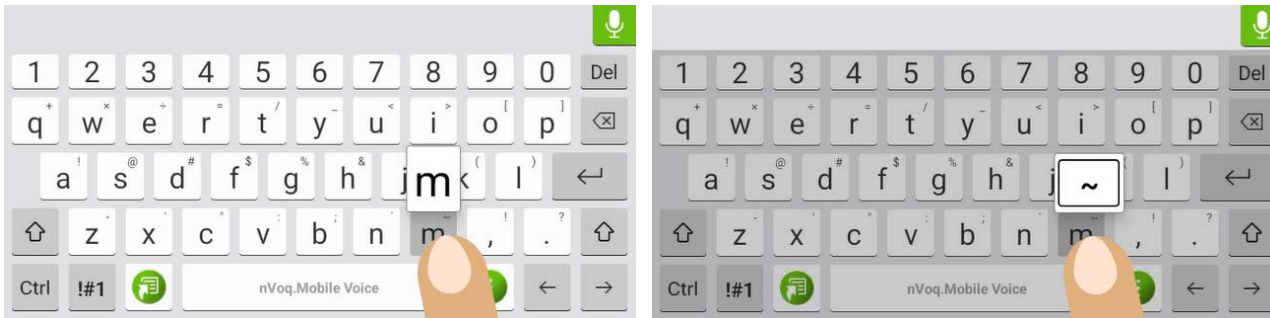 1 2 3 4 5 6 7 8 9 0 Del
q + w × e ÷ r = t / y _ u < i > o [ p ]
a ! s @ d # f $ g % h & j m k ( l )
z - x ' c v : b ; n m ~ , ! . ?
Ctrl !#1 nVoq.Mobile Voice ← →
1 2 3 4 5 6 7 8 9 0 Del
q + w × e ÷ r = t / y _ u < i > o [ p ]
a ! s @ d # f $ g % h & j ~ l )
z - x ' c v : b ; n m ~ , ! . ?
Ctrl !#1 nVoq.Mobile Voice ← →